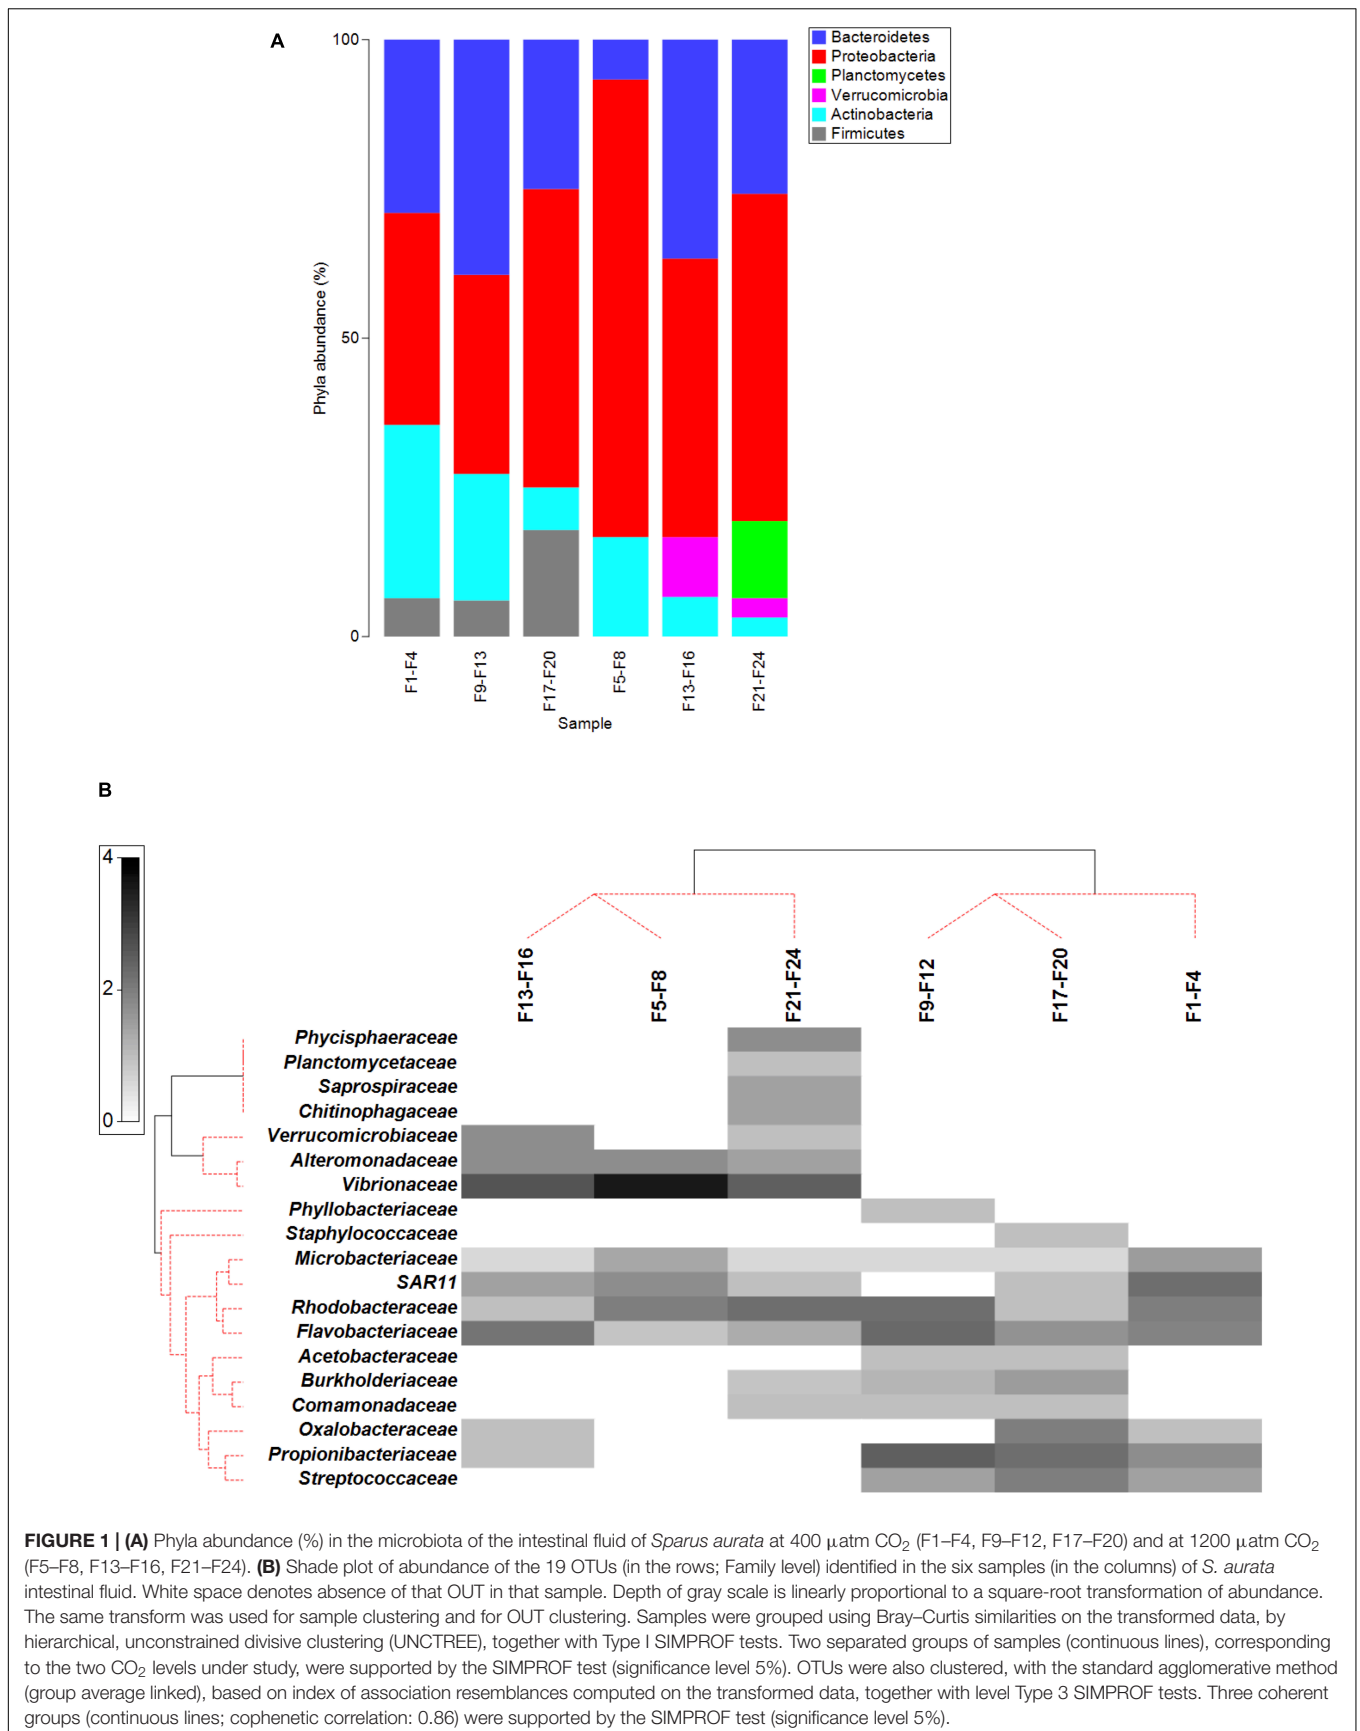 A
100
50
0
Phyla abundance (%)
Bacteroidetes
Proteobacteria
Planctomycetes
Verrucomicrobia
Actinobacteria
Firmicutes
F1-F4
F9-F13
F17-F20
F5-F8
F13-F16
F21-F24
Sample
B
4
2
0
F13-F16
F5-F8
F21-F24
F9-F12
F17-F20
F1-F4
Phycisphaeraceae
Planctomycetaceae
Saprospiraceae
Chitinophagaceae
Verrucomicrobiaceae
Alteromonadaceae
Vibrionaceae
Phyllobacteriaceae
Staphylococcaceae
Microbacteriaceae
SAR11
Rhodobacteraceae
Flavobacteriaceae
Acetobacteraceae
Burkholderiaceae
Comamonadaceae
Oxalobacteraceae
Propionibacteriaceae
Streptococcaceae
FIGURE 1 | (A) Phyla abundance (%) in the microbiota of the intestinal fluid of Sparus aurata at 400 μatm CO2 (F1–F4, F9–F12, F17–F20) and at 1200 μatm CO2
(F5–F8, F13–F16, F21–F24). (B) Shade plot of abundance of the 19 OTUs (in the rows; Family level) identified in the six samples (in the columns) of S. aurata
intestinal fluid. White space denotes absence of that OUT in that sample. Depth of gray scale is linearly proportional to a square-root transformation of abundance.
The same transform was used for sample clustering and for OUT clustering. Samples were grouped using Bray–Curtis similarities on the transformed data, by
hierarchical, unconstrained divisive clustering (UNCTREE), together with Type I SIMPROF tests. Two separated groups of samples (continuous lines), corresponding
to the two CO2 levels under study, were supported by the SIMPROF test (significance level 5%). OTUs were also clustered, with the standard agglomerative method
(group average linked), based on index of association resemblances computed on the transformed data, together with level Type 3 SIMPROF tests. Three coherent
groups (continuous lines; cophenetic correlation: 0.86) were supported by the SIMPROF test (significance level 5%).